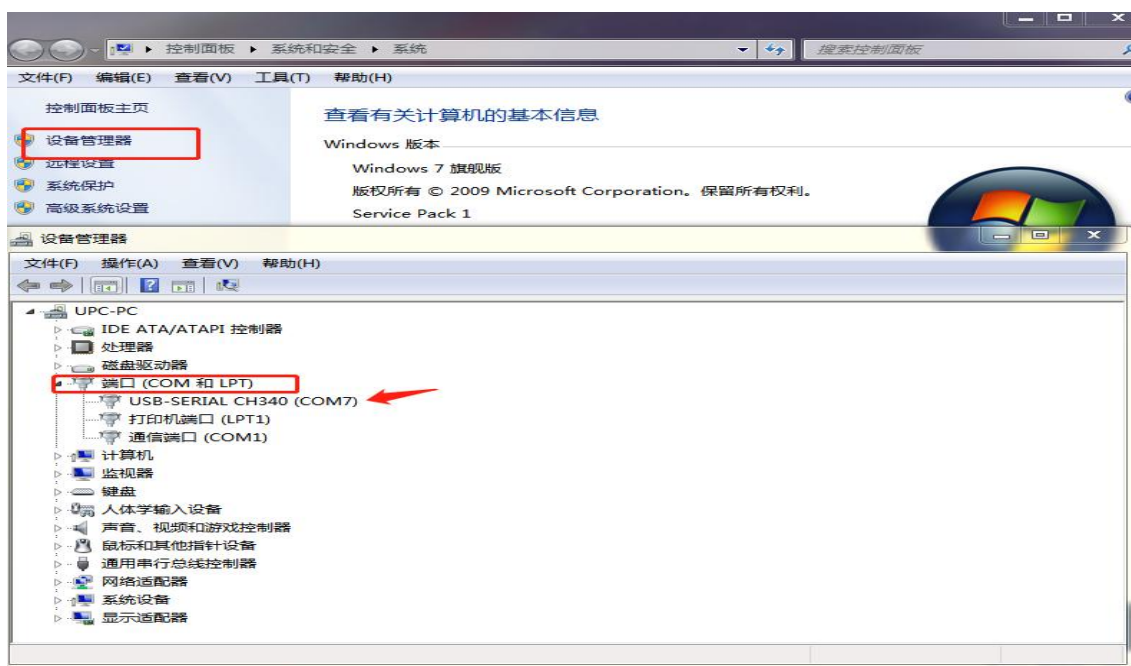 控制面板 系统和安全 系统 搜索控制面板
文件(F) 编辑(E) 查看(V) 工具(T) 帮助(H)
控制面板主页
设备管理器
远程设置
系统保护
高级系统设置
查看有关计算机的基本信息
Windows 版本
Windows 7 旗舰版
版权所有 © 2009 Microsoft Corporation。保留所有权利。
Service Pack 1
设备管理器
文件(F) 操作(A) 查看(V) 帮助(H)
UPC-PC
IDE ATA/ATAPI 控制器
处理器
磁盘驱动器
端口 (COM 和 LPT)
USB-SERIAL CH340 (COM7)
打印机端口 (LPT1)
通信端口 (COM1)
计算机
监视器
键盘
人体学输入设备
声音、视频和游戏控制器
鼠标和其他指针设备
通用串行总线控制器
网络适配器
系统设备
显示适配器